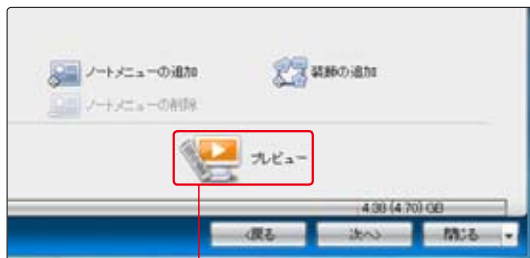 ノートメニューの追加 装飾の追加
ノートメニューの削除
プレビュー
4.38 (4.70) GB
<戻る 次へ> 閉じる